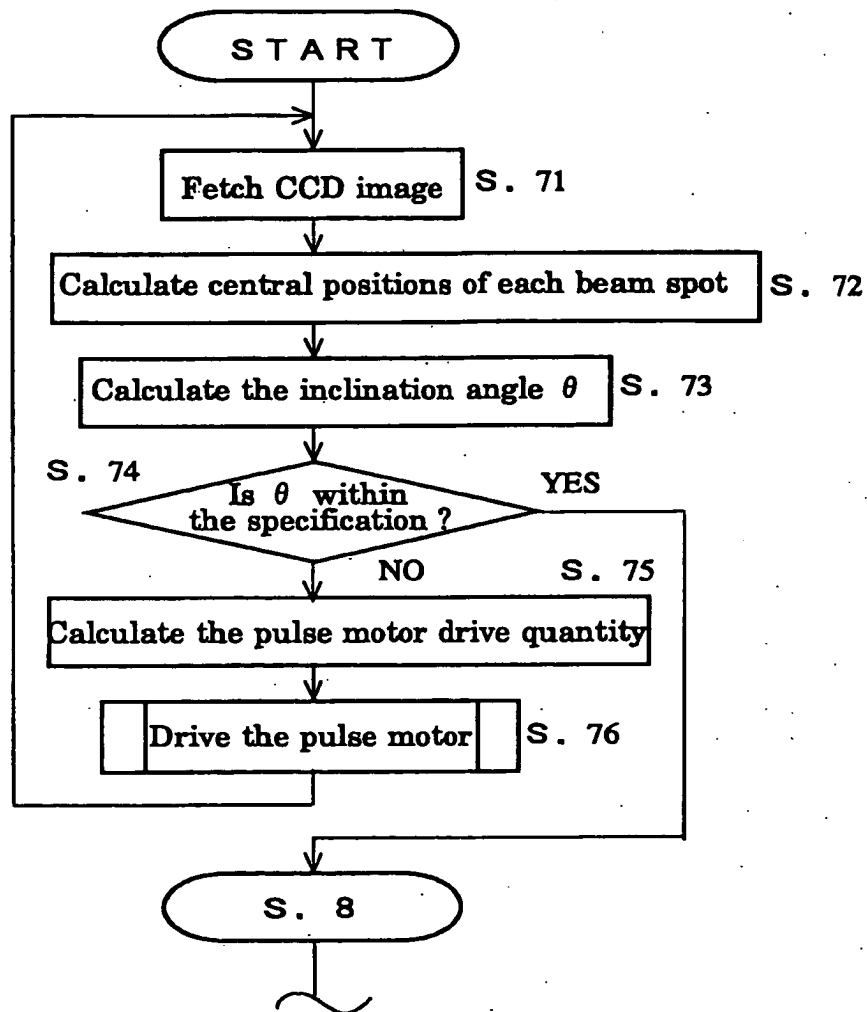 START
Fetch CCD image
S. 71
Calculate central positions of each beam spot
S. 72
Calculate the inclination angle θ
S. 73
S. 74
Is θ within
the specification ?
YES
NO
S. 75
Calculate the pulse motor drive quantity
Drive the pulse motor
S. 76
S. 8